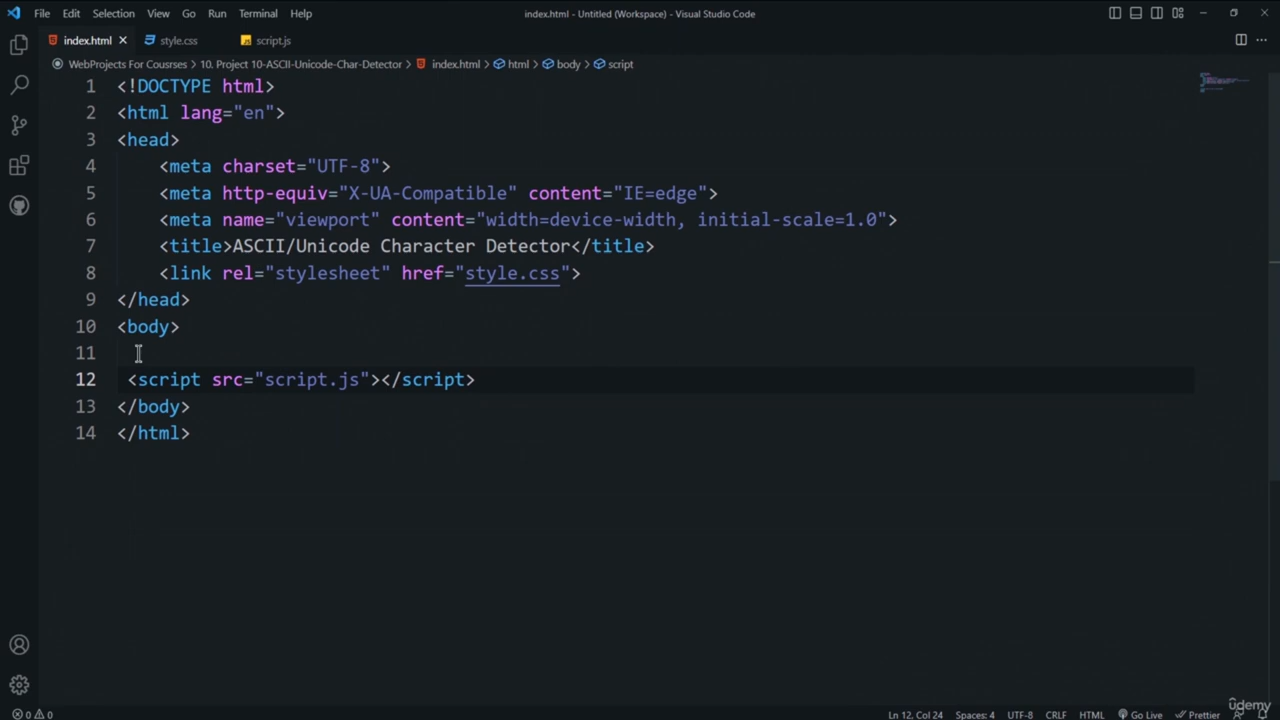 File Edit Selection View Go Run Terminal Help index.html - Untitled (Workspace) - Visual Studio Code
index.html style.css script.js
WebProjects For Cousrses > 10. Project 10-ASCII-Unicode-Char-Detector > index.html > html > body > script
1 <!DOCTYPE html>
2 <html lang="en">
3 <head>
4 <meta charset="UTF-8">
5 <meta http-equiv="X-UA-Compatible" content="IE=edge">
6 <meta name="viewport" content="width=device-width, initial-scale=1.0">
7 <title>ASCII/Unicode Character Detector</title>
8 <link rel="stylesheet" href="style.css">
9 </head>
10 <body>
11
12 <script src="script.js"></script>
13 </body>
14 </html>
0 0 Ln 12, Col 24 Spaces: 4 UTF-8 CRLF HTML Go Live Prettier
udemy